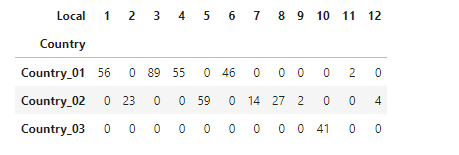 Local 1 2 3 4 5 6 7 8 9 10 11 12
Country
Country_01 56 0 89 55 0 46 0 0 0 0 2 0
Country_02 0 23 0 0 59 0 14 27 2 0 0 4
Country_03 0 0 0 0 0 0 0 0 0 41 0 0